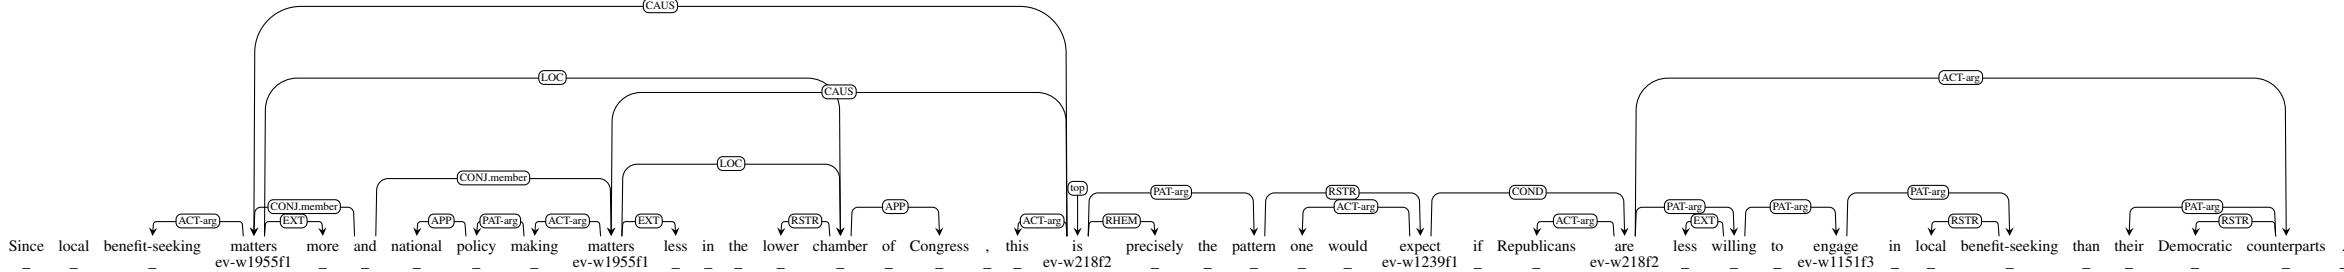 CAUS
LOC ACT-arg
CAUS
LOC
CONJ.member
top
PAT-arg RSTR COND PAT-arg
CONJ.member APP ACT-arg PAT-arg PAT-arg PAT-arg
ACT-arg EXT APP PAT-arg ACT-arg EXT RSTR ACT-arg RHEM ACT-arg EXT RSTR RSTR
Since local benefit-seeking matters more and national policy making matters less in the lower chamber of Congress , this is precisely the pattern one would expect if Republicans are less willing to engage in local benefit-seeking than their Democratic counterparts .
_ _ _ ev-w1955f1 _ _ _ _ _ ev-w1955f1 _ _ _ _ _ _ _ _ _ ev-w218f2 _ _ _ _ _ ev-w1239f1 _ _ ev-w218f2 _ _ _ ev-w1151f3 _ _ _ _ _ _ _ _